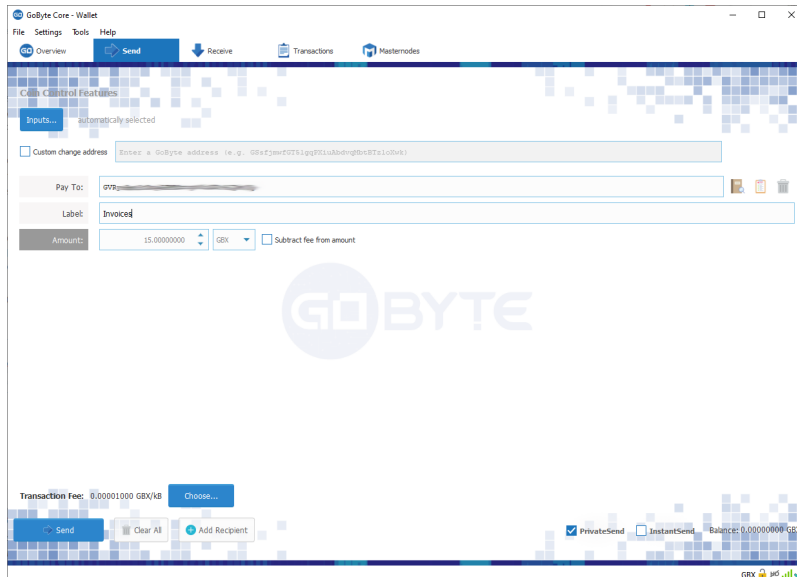 GoByte Core - Wallet
File Settings Tools Help
GO Overview Send Receive Transactions Masternodes
Coin Control Features
Inputs... automatically selected
Custom change address
Pay To: GVR
Label: Invoices
Amount: 15.00000000 GBX Subtract fee from amount
GOBYTE
Transaction Fee: 0.00001000 GBX/kB Choose...
Send Clear All Add Recipient PrivateSend InstantSend Balance: 0.00000000 GB
GBX